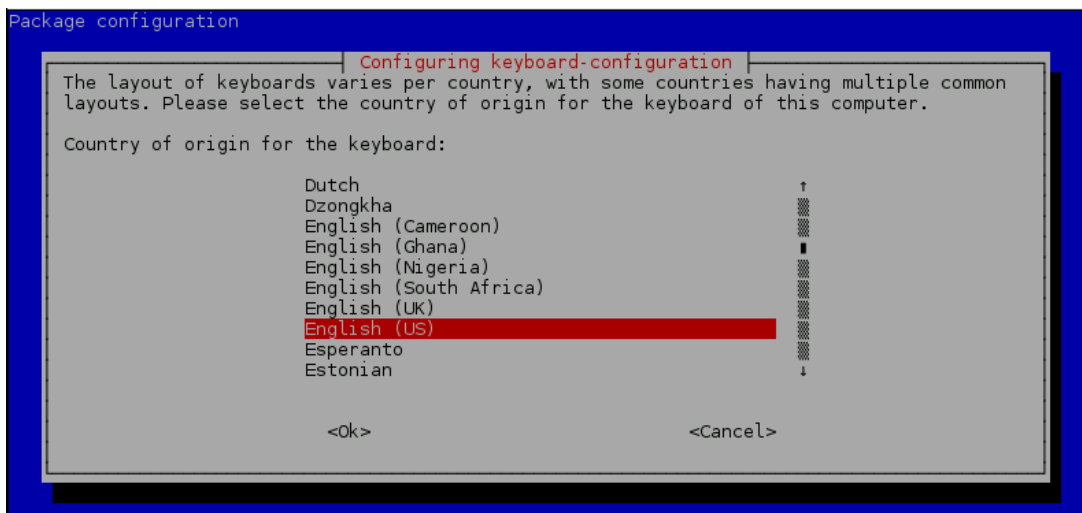 Package configuration
Configuring keyboard-configuration
The layout of keyboards varies per country, with some countries having multiple common
layouts. Please select the country of origin for the keyboard of this computer.
Country of origin for the keyboard:
Dutch
Dzongkha
English (Cameroon)
English (Ghana)
English (Nigeria)
English (South Africa)
English (UK)
English (US)
Esperanto
Estonian
<Ok> <Cancel>